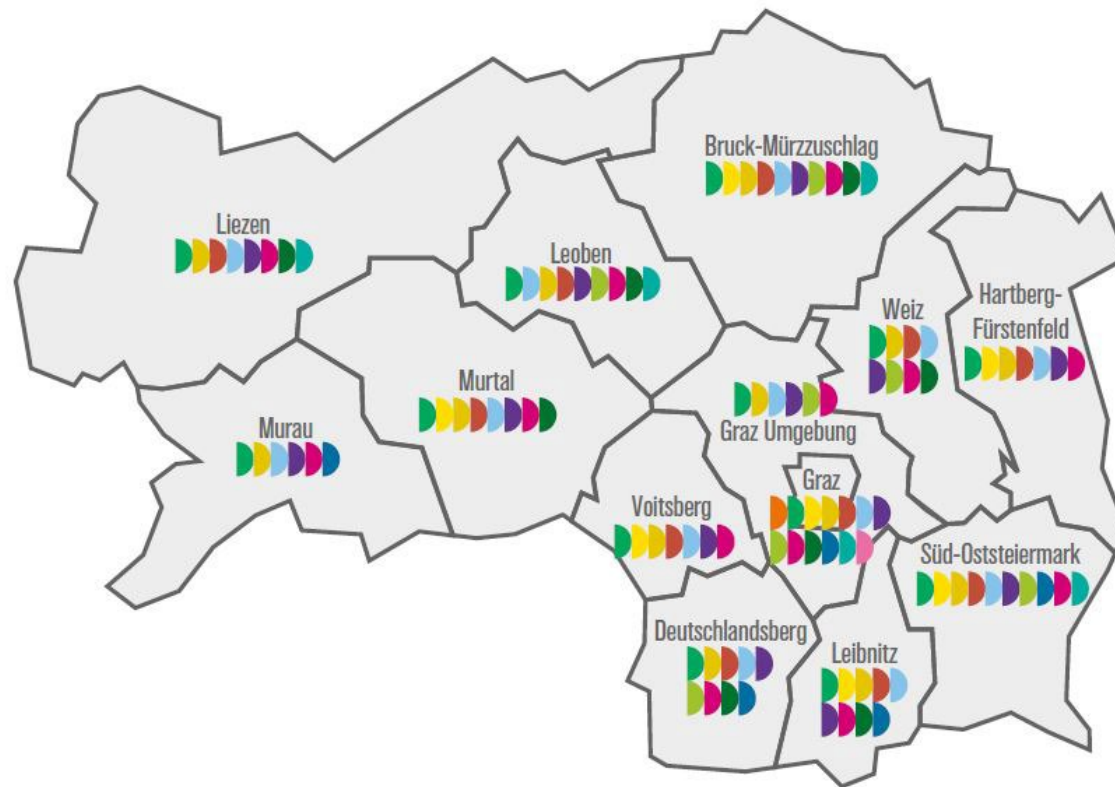 Bruck-Mürzzuschlag
Liezen
Leoben
Weiz
Hartberg-
Fürstenfeld
Murtal
Murau
Graz Umgebung
Graz
Voitsberg
Süd-Oststeiermark
Deutschlandsberg
Leibnitz